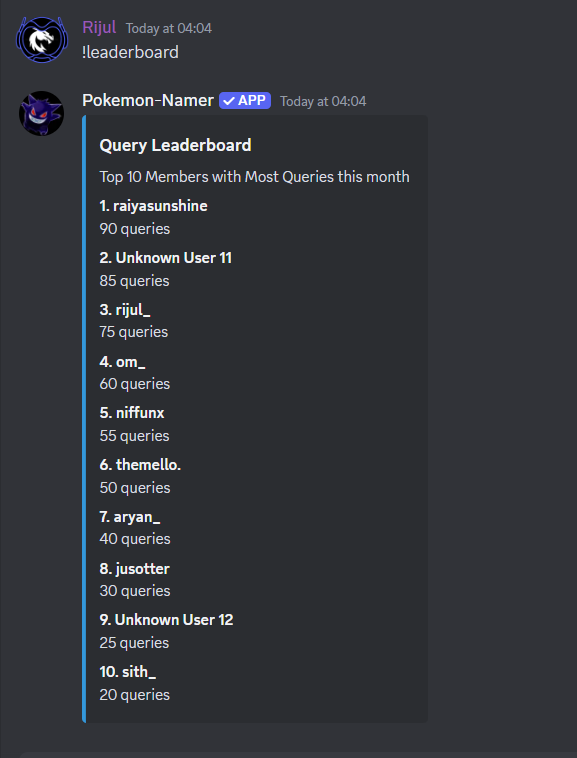 Rijul Today at 04:04
!leaderboard
Pokemon-Namer ✓ APP Today at 04:04
Query Leaderboard
Top 10 Members with Most Queries this month
1. raiyasunshine
90 queries
2. Unknown User 11
85 queries
3. rijul_
75 queries
4. om_
60 queries
5. niffunx
55 queries
6. themello.
50 queries
7. aryan_
40 queries
8. jusotter
30 queries
9. Unknown User 12
25 queries
10. sith_
20 queries